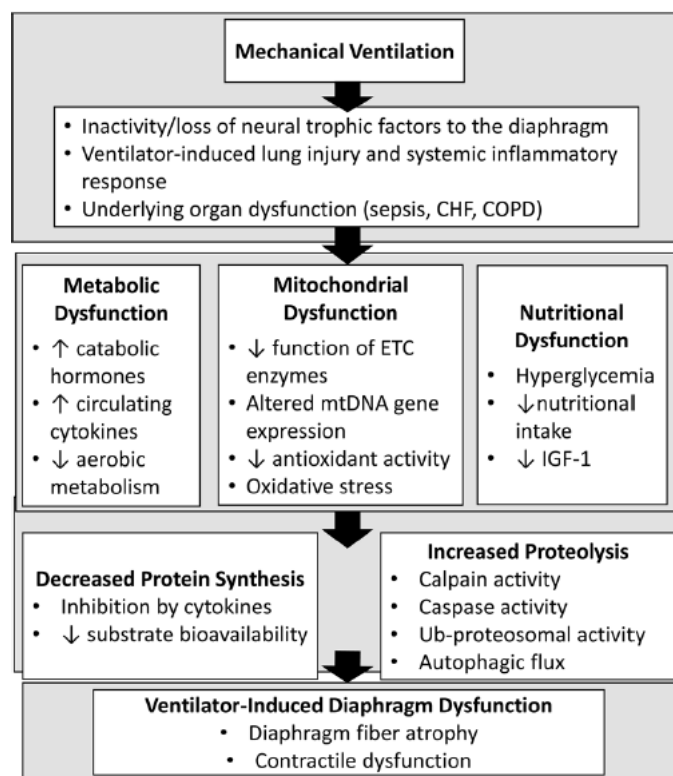 Mechanical Ventilation
• Inactivity/loss of neural trophic factors to the diaphragm
• Ventilator-induced lung injury and systemic inflammatory
response
• Underlying organ dysfunction (sepsis, CHF, COPD)
Metabolic
Dysfunction
• ↑ catabolic
hormones
• ↑ circulating
cytokines
• ↓ aerobic
metabolism
Mitochondrial
Dysfunction
• ↓ function of ETC
enzymes
• Altered mtDNA gene
expression
• ↓ antioxidant activity
• Oxidative stress
Nutritional
Dysfunction
• Hyperglycemia
• ↓nutritional
intake
• ↓ IGF-1
Decreased Protein Synthesis
• Inhibition by cytokines
• ↓ substrate bioavailability
Increased Proteolysis
• Calpain activity
• Caspase activity
• Ub-proteosomal activity
• Autophagic flux
Ventilator-Induced Diaphragm Dysfunction
• Diaphragm fiber atrophy
• Contractile dysfunction